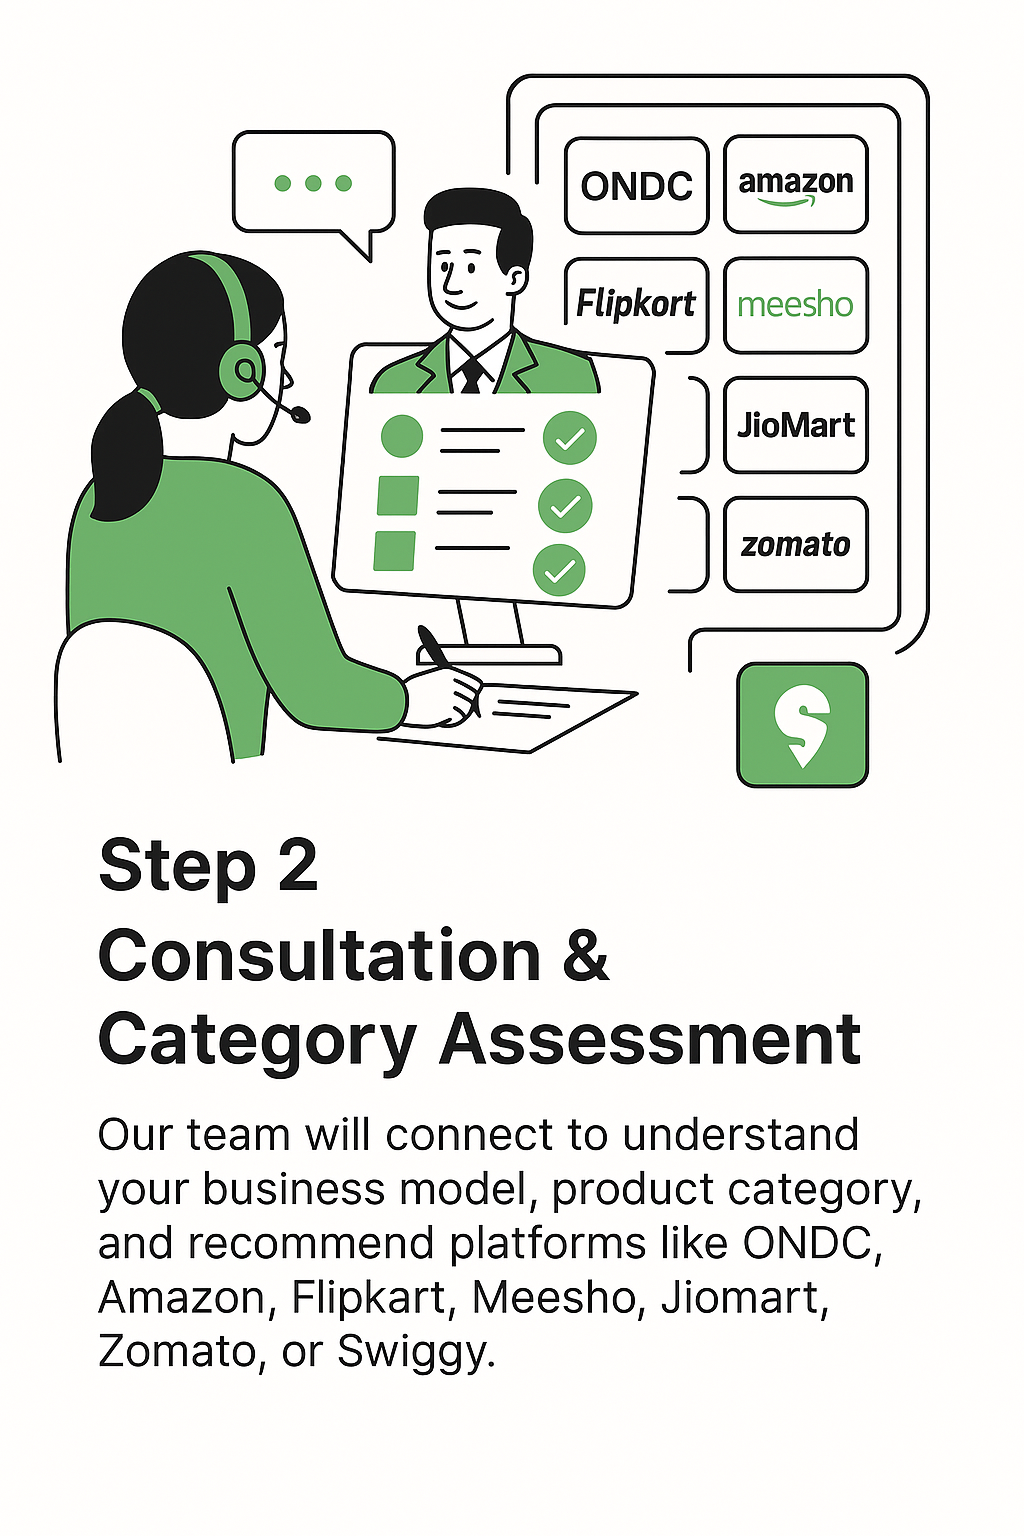 ONDC
amazon
Flipkort
meesho
JioMart
zomato
Step 2
Consultation &
Category Assessment
Our team will connect to understand
your business model, product category,
and recommend platforms like ONDC,
Amazon, Flipkart, Meesho, Jiomart,
Zomato, or Swiggy.